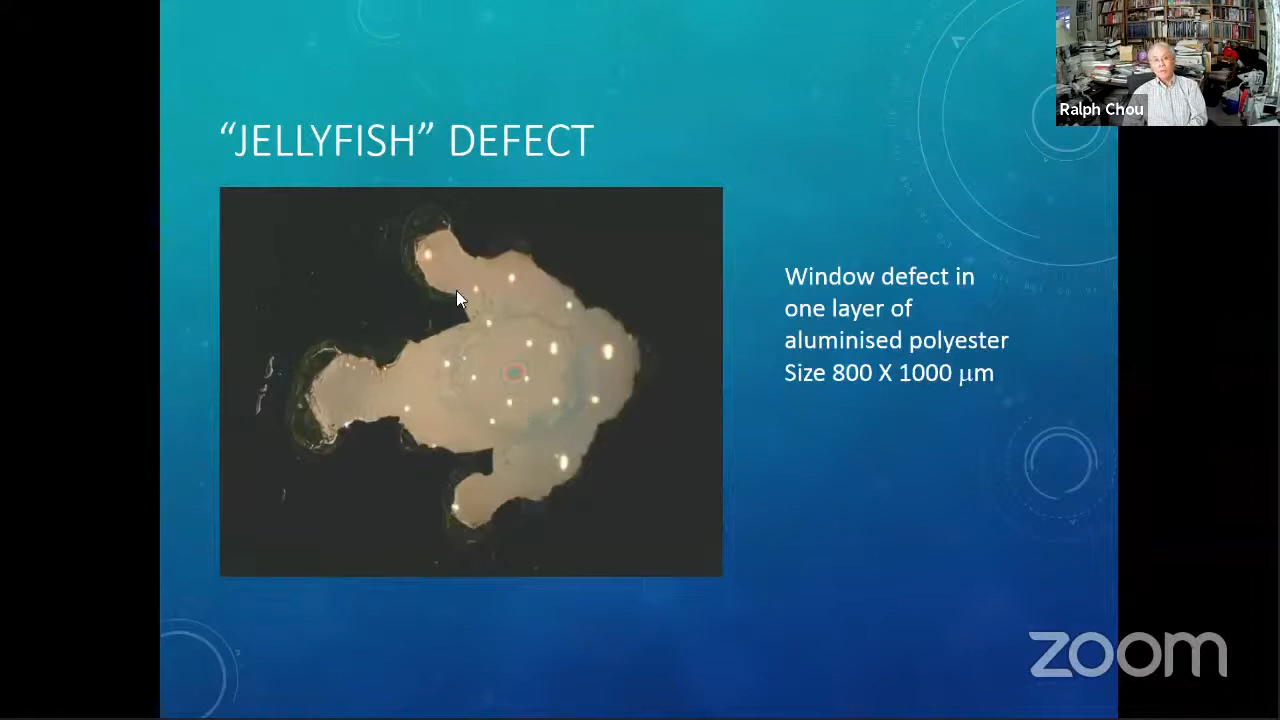 Ralph Chou
“JELLYFISH” DEFECT
Window defect in
one layer of
aluminised polyester
Size 800 X 1000 μm
zoom